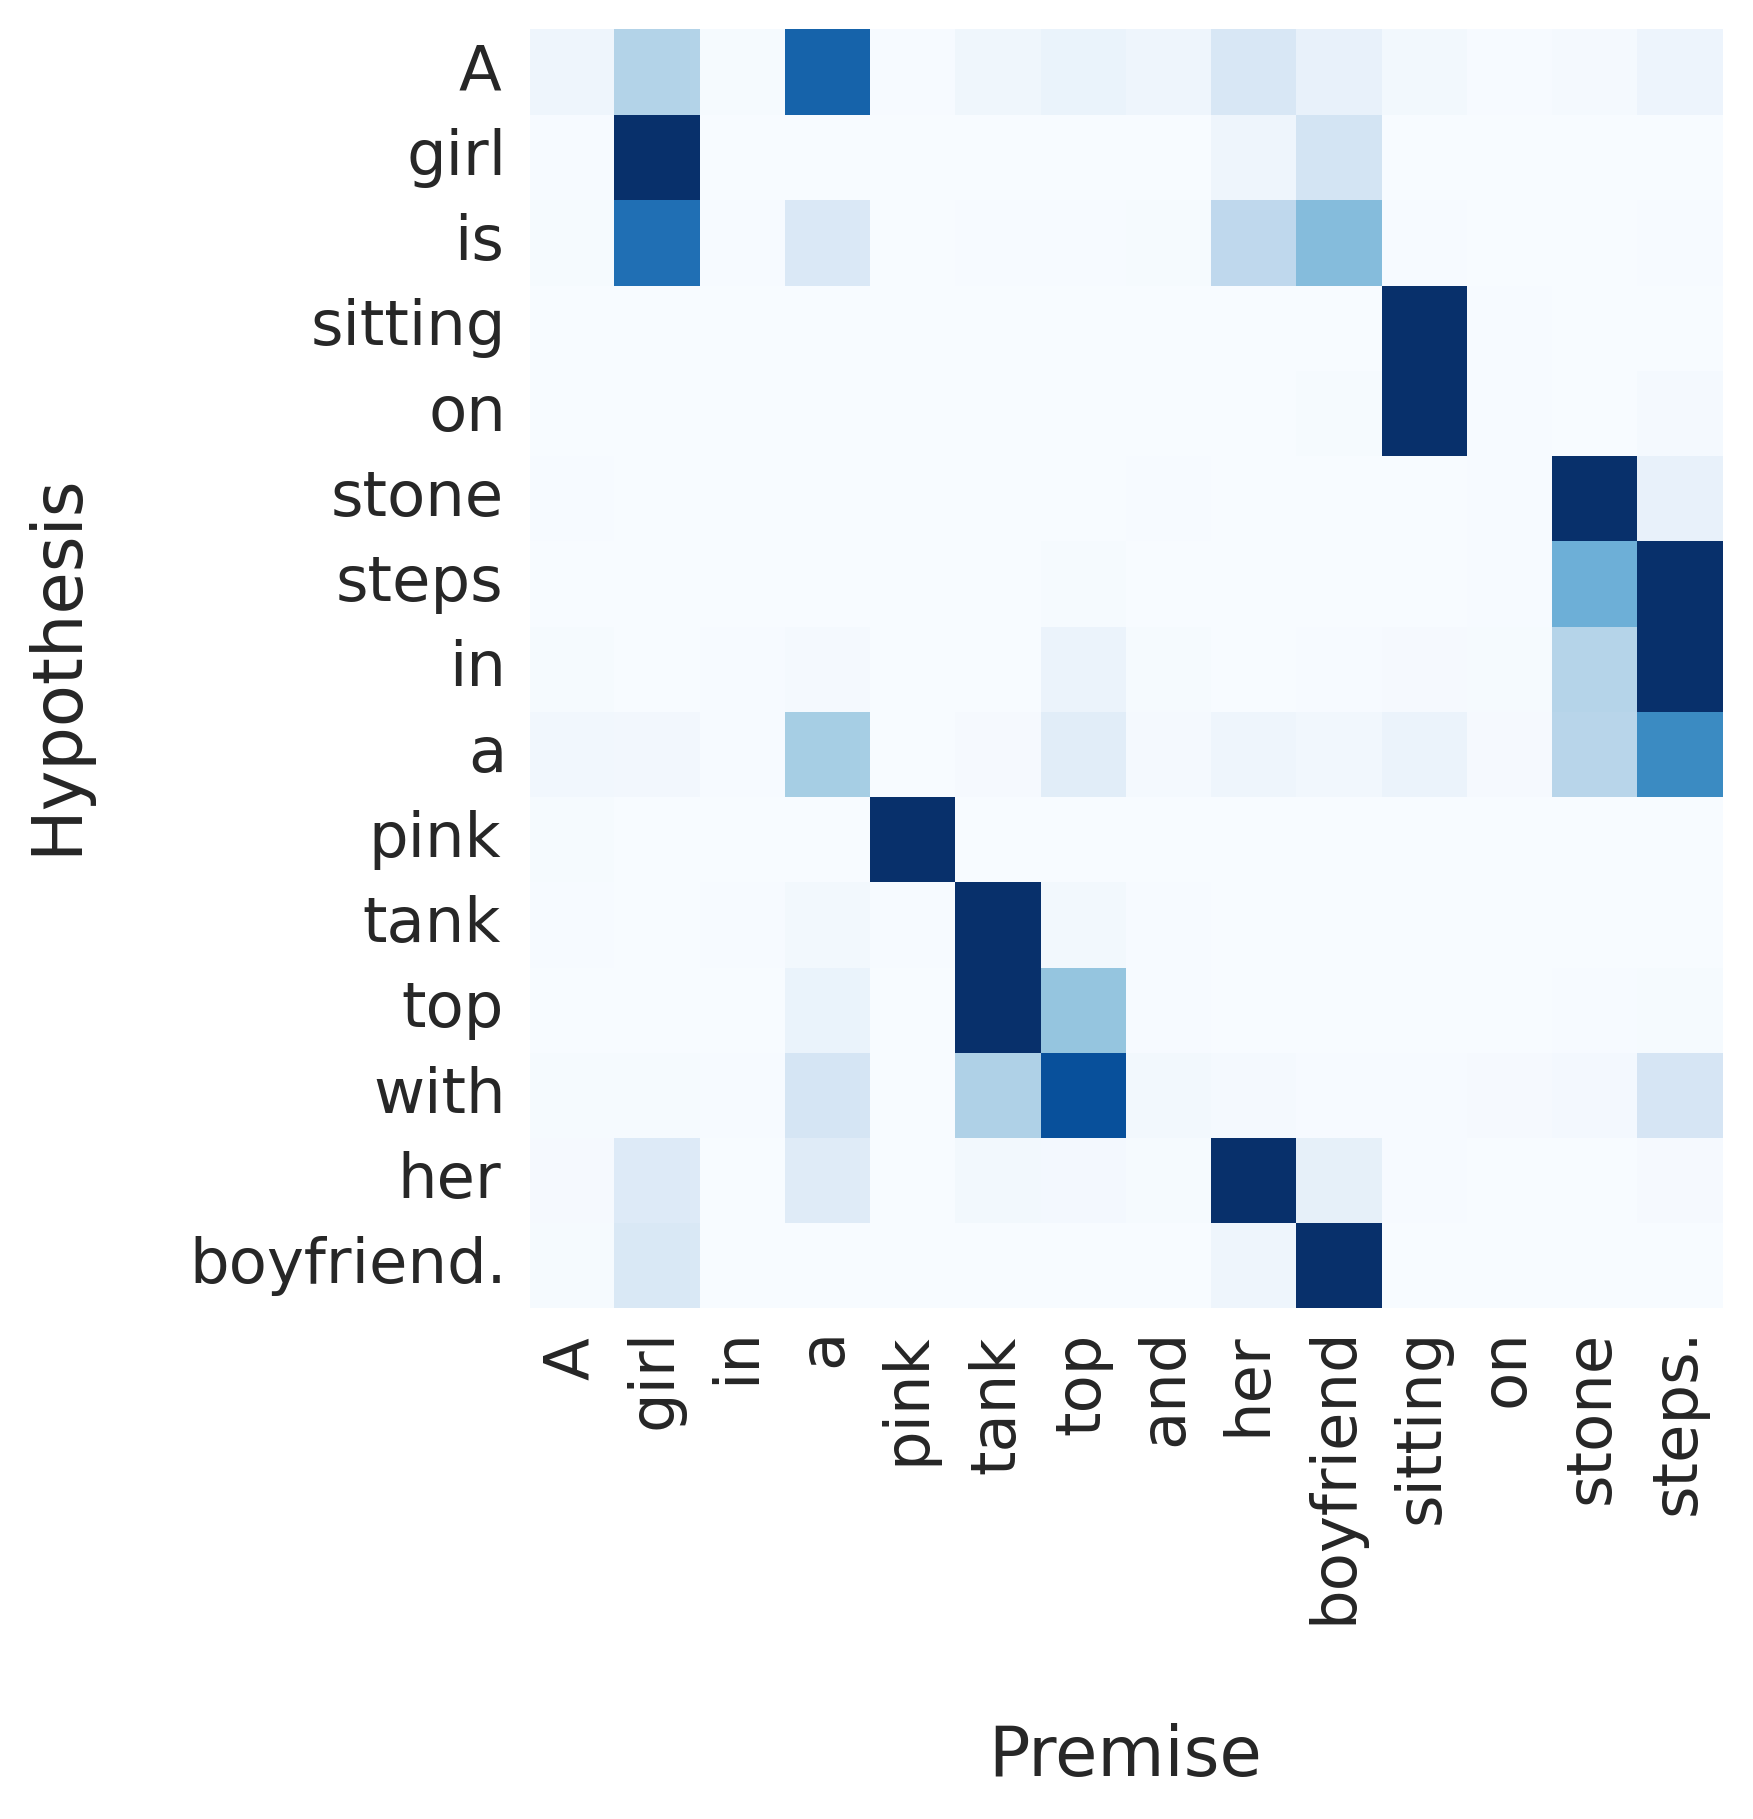 A
girl
is
sitting
on
stone
steps
in
a
pink
tank
top
with
her
boyfriend.
Hypothesis
A
girl
in
a
pink
tank
top
and
her
boyfriend
sitting
on
stone
steps.
Premise